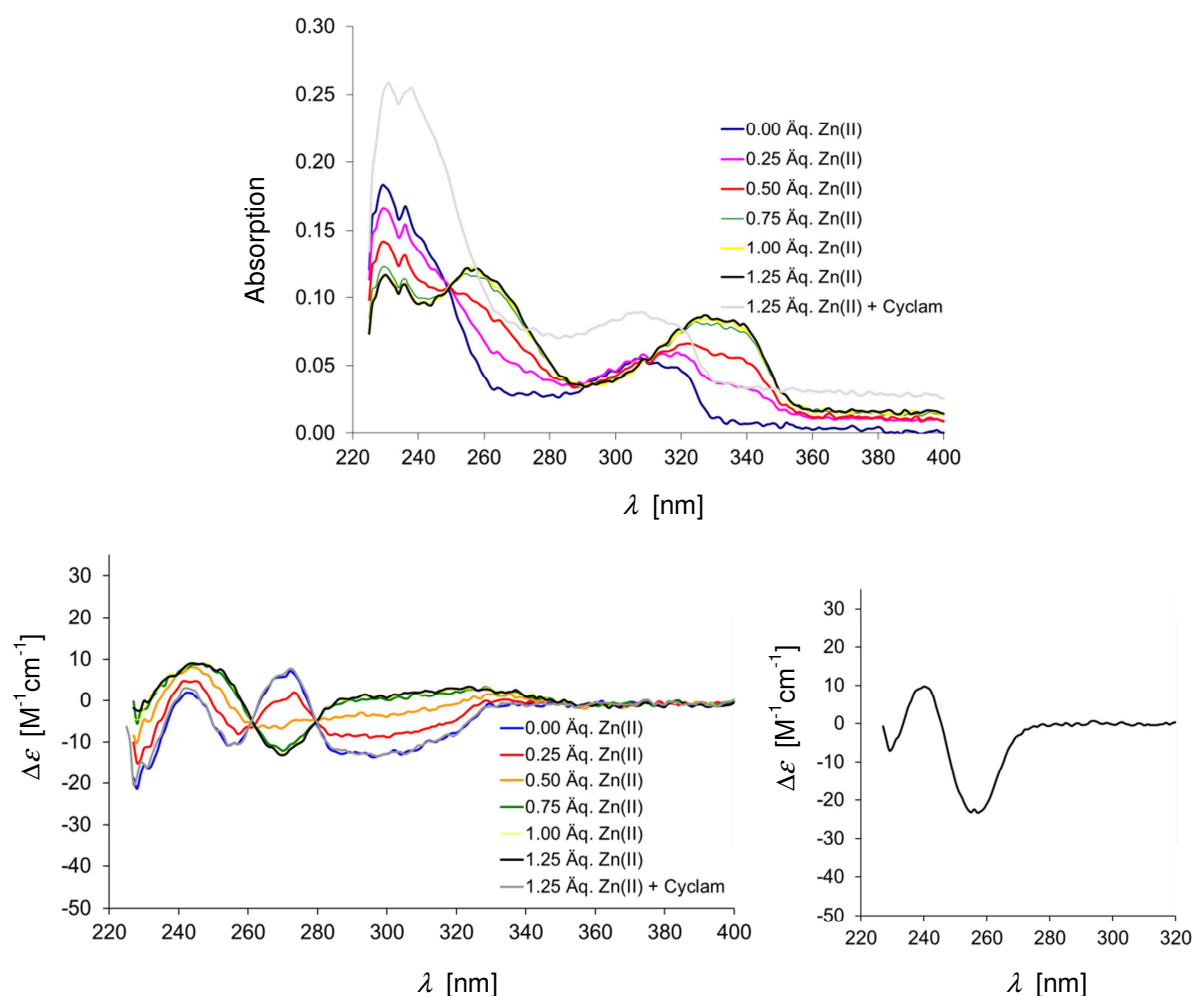 0.30
0.25
0.20
0.15
0.10
0.05
0.00
Absorption
220 240 260 280 300 320 340 360 380 400
λ [nm]
0.00 Äq. Zn(II)
0.25 Äq. Zn(II)
0.50 Äq. Zn(II)
0.75 Äq. Zn(II)
1.00 Äq. Zn(II)
1.25 Äq. Zn(II)
1.25 Äq. Zn(II) + Cyclam
30
20
10
0
-10
-20
-30
-40
-50
Δε [M⁻¹cm⁻¹]
220 240 260 280 300 320 340 360 380 400
λ [nm]
0.00 Äq. Zn(II)
0.25 Äq. Zn(II)
0.50 Äq. Zn(II)
0.75 Äq. Zn(II)
1.00 Äq. Zn(II)
1.25 Äq. Zn(II)
1.25 Äq. Zn(II) + Cyclam
30
20
10
0
-10
-20
-30
-40
-50
Δε [M⁻¹cm⁻¹]
220 240 260 280 300 320
λ [nm]